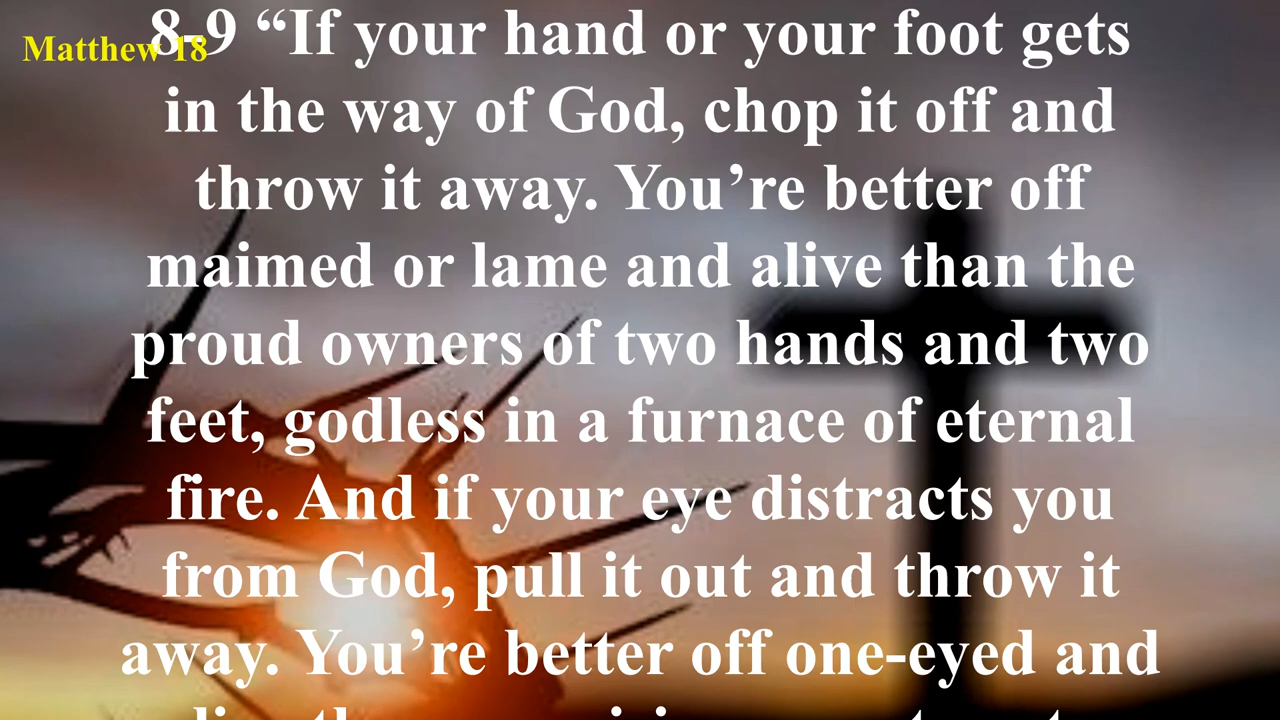 Matthew 18
8-9 “If your hand or your foot gets
in the way of God, chop it off and
throw it away. You’re better off
maimed or lame and alive than the
proud owners of two hands and two
feet, godless in a furnace of eternal
fire. And if your eye distracts you
from God, pull it out and throw it
away. You’re better off one-eyed and